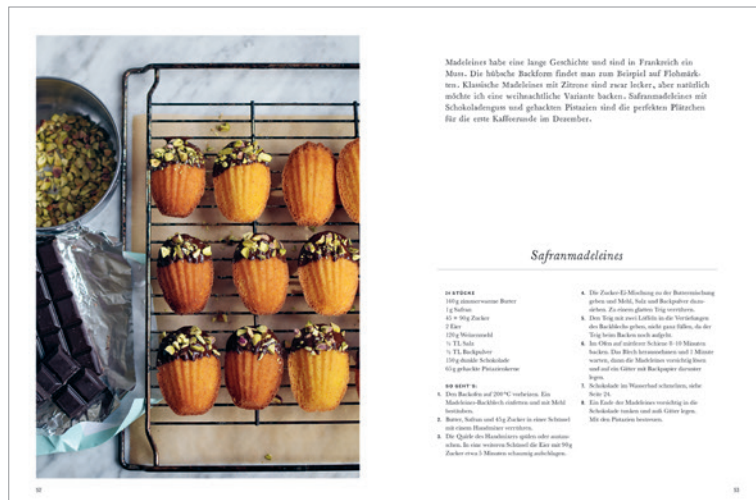 Madeleines habe eine lange Geschichte und sind in Frankreich ein
Muss. Die hübsche Backform findet man zum Beispiel auf Flohmärk-
ten. Klassische Madeleines mit Zitrone sind zwar lecker, aber natürlich
möchte ich eine weihnachtliche Variante backen. Safranmadeleines mit
Schokoladenguss und gehackten Pistazien sind die perfekten Plätzchen
für die erste Kaffeerunde im Dezember.
Safranmadeleines
24 STÜCKE
160 g zimmerwarme Butter
1 g Safran
45 + 90 g Zucker
2 Eier
120 g Weizenmehl
TL Salz
TL Backpulver
150 g dunkle Schokolade
65 g gehackte Pistazienkerne
SO GEHT'S:
1. Den Backofen auf 200 °C vorheizen. Ein
Madeleines-Backblech einfetten und mit Mehl
bestäuben.
2. Butter, Safran und 45 g Zucker in einer Schüssel
mit einem Handmixer verrühren.
3. Die Quirle des Handmixers spülen oder austau-
schen. In eine weiteren Schüssel die Eier mit 90 g
Zucker etwa 5 Minuten schaumig aufschlagen.
4. Die Zucker-Ei-Mischung zu der Buttermischung
geben und Mehl, Salz und Backpulver dazu-
sieben. Zu einem glatten Teig verrühren.
5. Den Teig mit zwei Löffeln in die Vertiefungen
des Backblechs geben, nicht ganz füllen, da der
Teig beim Backen noch aufgeht.
6. Im Ofen auf mittlerer Schiene 8–10 Minuten
backen. Das Blech herausnehmen und 1 Minute
warten, dann die Madeleines vorsichtig lösen
und auf ein Gitter mit Backpapier darunter
legen.
7. Schokolade im Wasserbad schmelzen, siehe
Seite 24.
8. Ein Ende des Madeleines vorsichtig in die
Schokolade tunken und aufs Gitter legen.
Mit den Pistazien bestreuen.
52
53